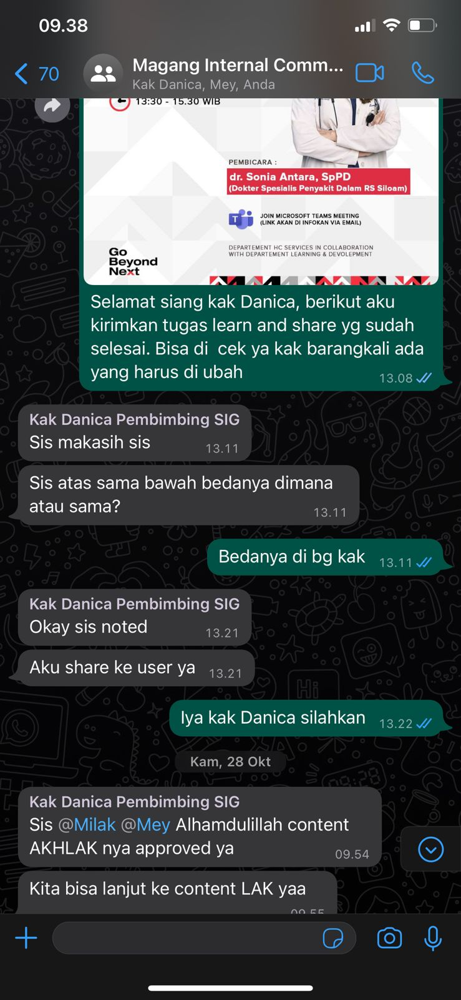 09.38
70
Magang Internal Comm...
Kak Danica, Mey, Anda
13:30 - 15.30 WIB
PEMBICARA :
dr. Sonia Antara, SpPD
(Dokter Spesialis Penyakit Dalam RS Siloam)
T
JOIN MICROSOFT TEAMS MEETING
(LINK AKAN DI INFOKAN VIA EMAIL)
DEPARTEMENT HC SERVICES IN COLLABORATION
WITH DEPARTEMENT LEARNING & DEVOLEPMENT
Go
Beyond
Next
Selamat siang kak Danica, berikut aku
kirimkan tugas learn and share yg sudah
selesai. Bisa di  cek ya kak barangkali ada
yang harus di ubah
13.08
Kak Danica Pembimbing SIG
Sis makasih sis
13.11
Sis atas sama bawah bedanya dimana
atau sama?
13.11
Bedanya di bg kak
13.11
Kak Danica Pembimbing SIG
Okay sis noted
13.21
Aku share ke user ya
13.21
Iya kak Danica silahkan
13.22
Kam, 28 Okt
Kak Danica Pembimbing SIG
Sis @Milak @Mey Alhamdulillah content
AKHLAK nya approved ya
09.54
Kita bisa lanjut ke content LAK yaa
09.55